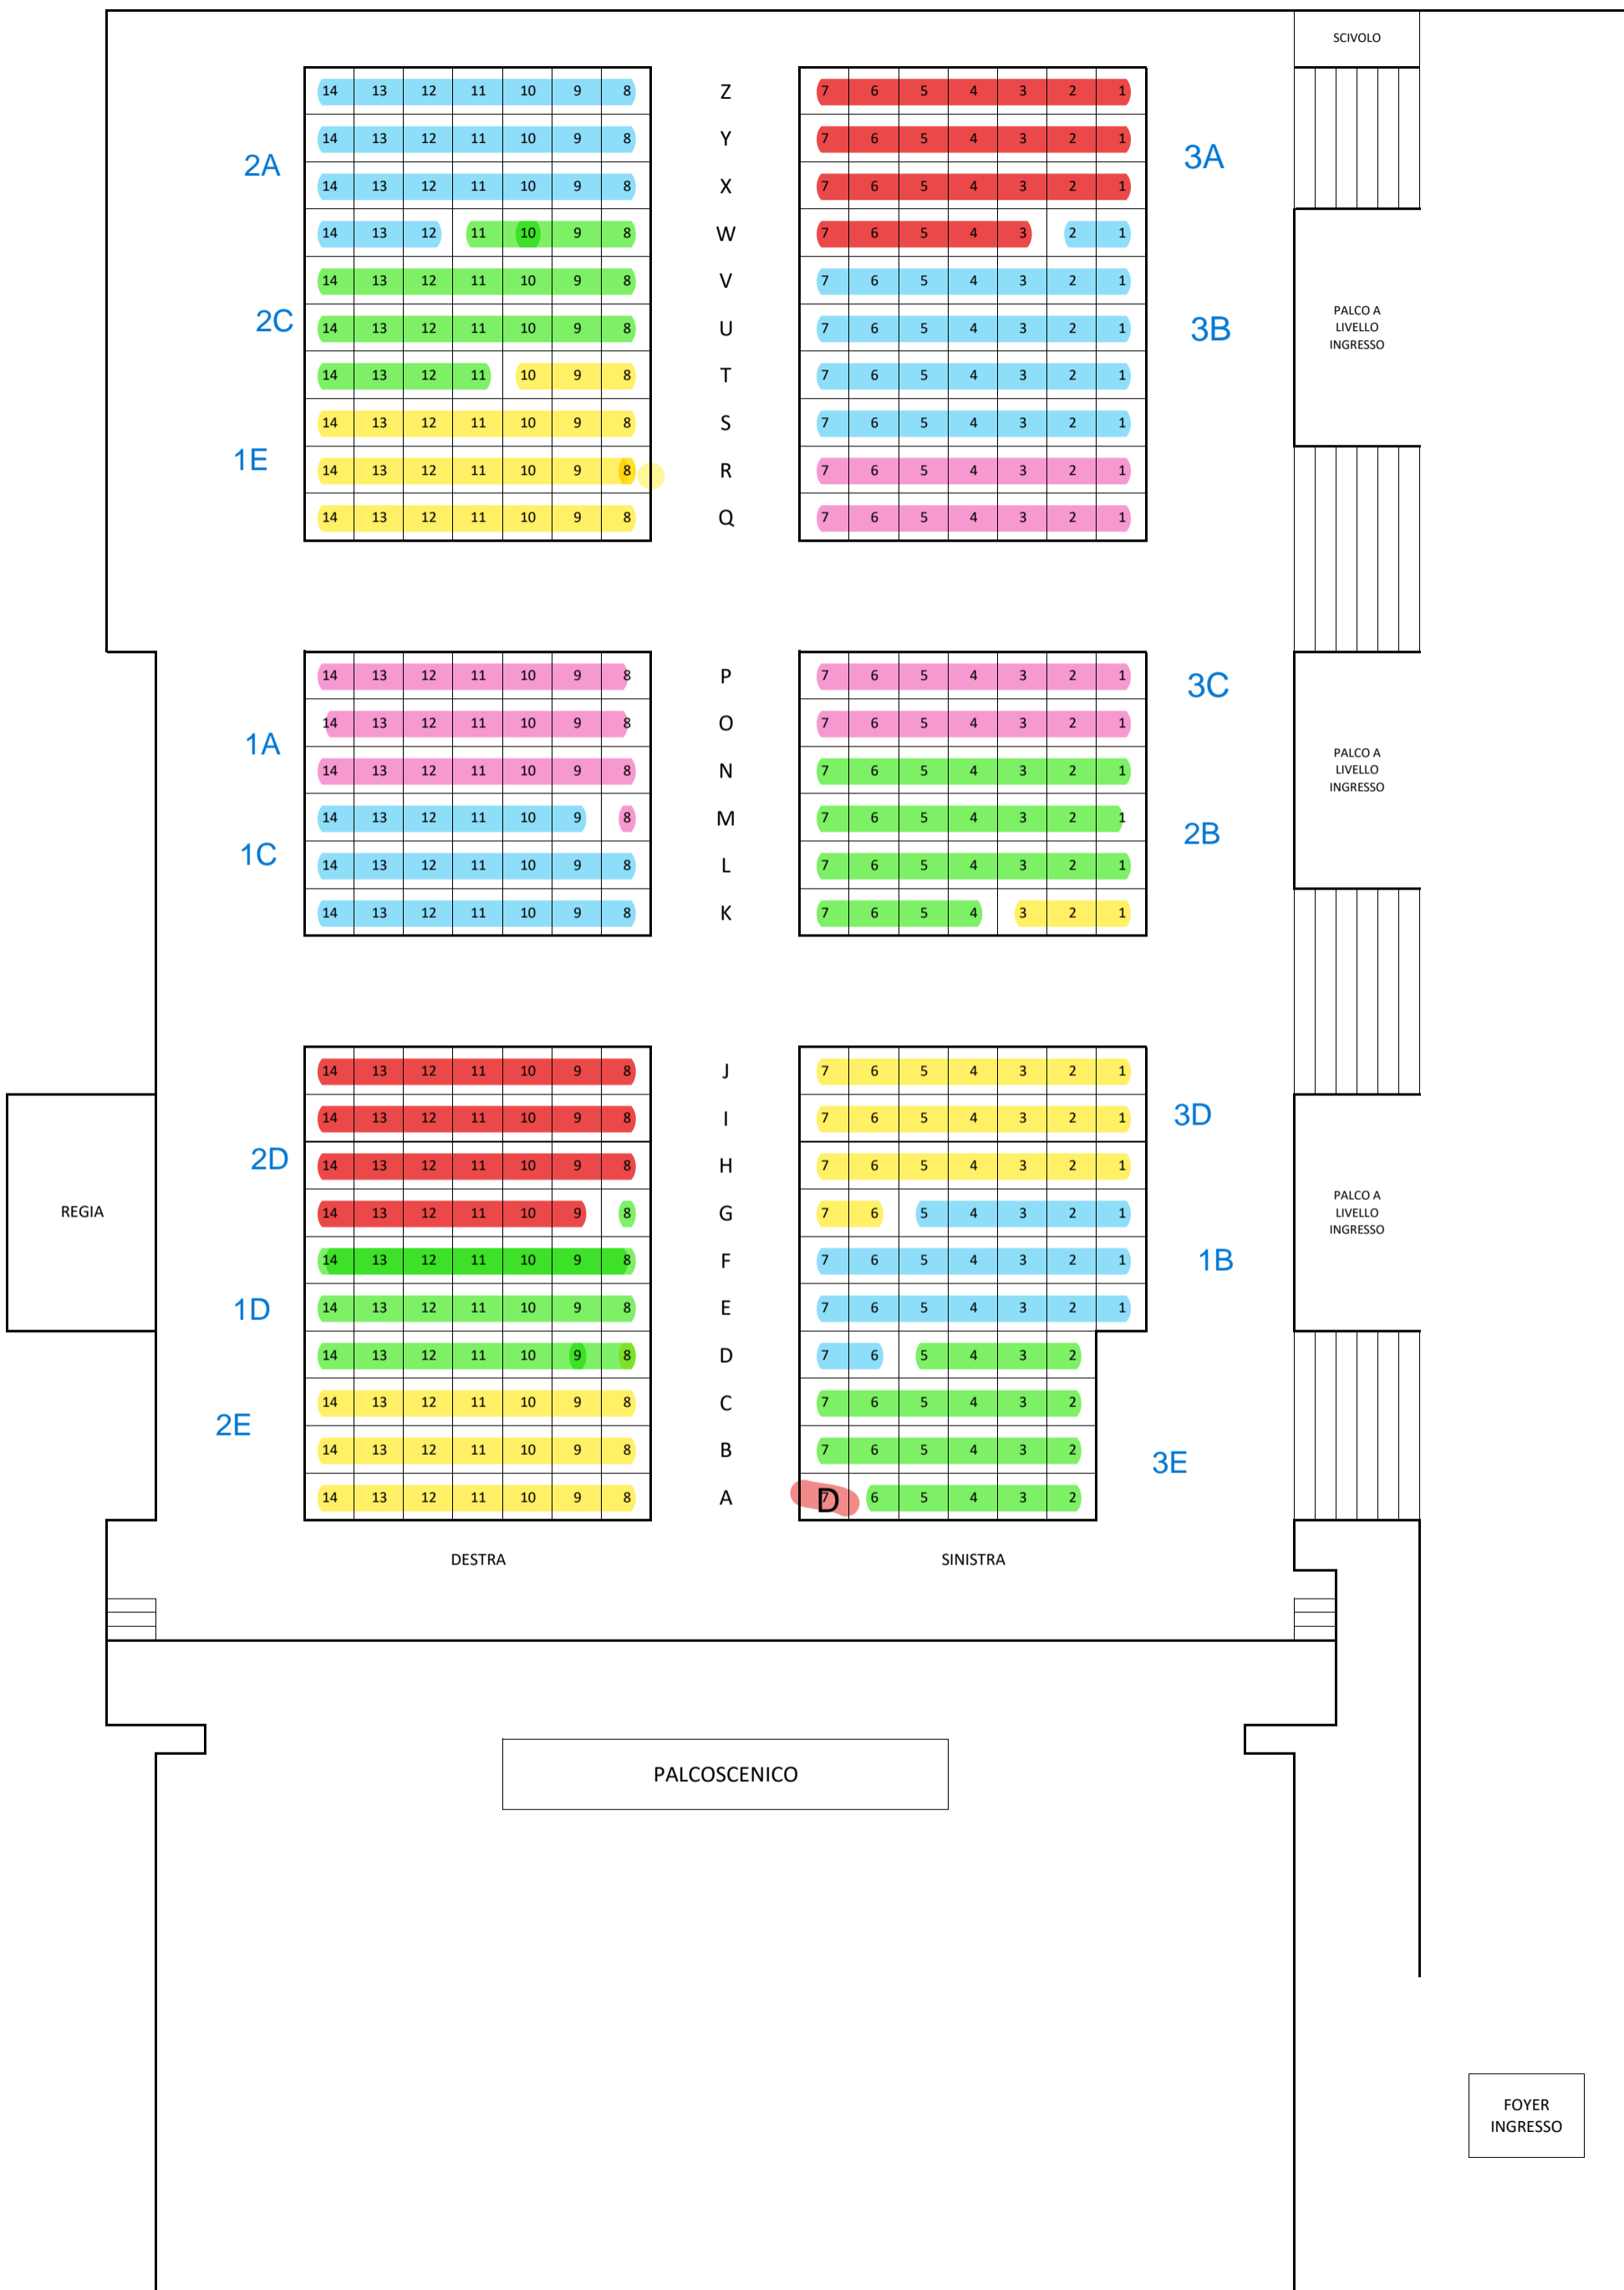 SCIVOLO
14 13 12 11 10 9 8 Z 7 6 5 4 3 2 1
14 13 12 11 10 9 8 Y 7 6 5 4 3 2 1
2A 3A
14 13 12 11 10 9 8 X 7 6 5 4 3 2 1
14 13 12 11 10 9 8 W 7 6 5 4 3 2 1
14 13 12 11 10 9 8 V 7 6 5 4 3 2 1
PALCO A
LIVELLO
INGRESSO
2C 3B
14 13 12 11 10 9 8 U 7 6 5 4 3 2 1
14 13 12 11 10 9 8 T 7 6 5 4 3 2 1
14 13 12 11 10 9 8 S 7 6 5 4 3 2 1
1E
14 13 12 11 10 9 8 R 7 6 5 4 3 2 1
14 13 12 11 10 9 8 Q 7 6 5 4 3 2 1
14 13 12 11 10 9 8 P 7 6 5 4 3 2 1
3C
14 13 12 11 10 9 8 O 7 6 5 4 3 2 1
1A
PALCO A
LIVELLO
INGRESSO
14 13 12 11 10 9 8 N 7 6 5 4 3 2 1
14 13 12 11 10 9 8 M 7 6 5 4 3 2 1
2B
1C
14 13 12 11 10 9 8 L 7 6 5 4 3 2 1
14 13 12 11 10 9 8 K 7 6 5 4 3 2 1
14 13 12 11 10 9 8 J 7 6 5 4 3 2 1
3D
14 13 12 11 10 9 8 I 7 6 5 4 3 2 1
2D
14 13 12 11 10 9 8 H 7 6 5 4 3 2 1
REGIA
14 13 12 11 10 9 8 G 7 6 5 4 3 2 1
PALCO A
LIVELLO
INGRESSO
14 13 12 11 10 9 8 F 7 6 5 4 3 2 1
1B
1D
14 13 12 11 10 9 8 E 7 6 5 4 3 2 1
14 13 12 11 10 9 8 D 7 6 5 4 3 2
14 13 12 11 10 9 8 C 7 6 5 4 3 2
2E
14 13 12 11 10 9 8 B 7 6 5 4 3 2
3E
14 13 12 11 10 9 8 A 7 D 6 5 4 3 2
DESTRA SINISTRA
PALCOSCENICO
FOYER
INGRESSO